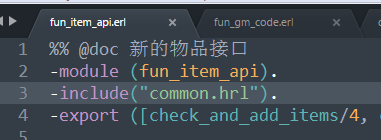 fun_item_api.erl
fun_gm_code.erl
1 %% @doc 新的物品接口
2 -module (fun_item_api).
3 -include("common.hrl").
4 -export ([check_and_add_items/4,